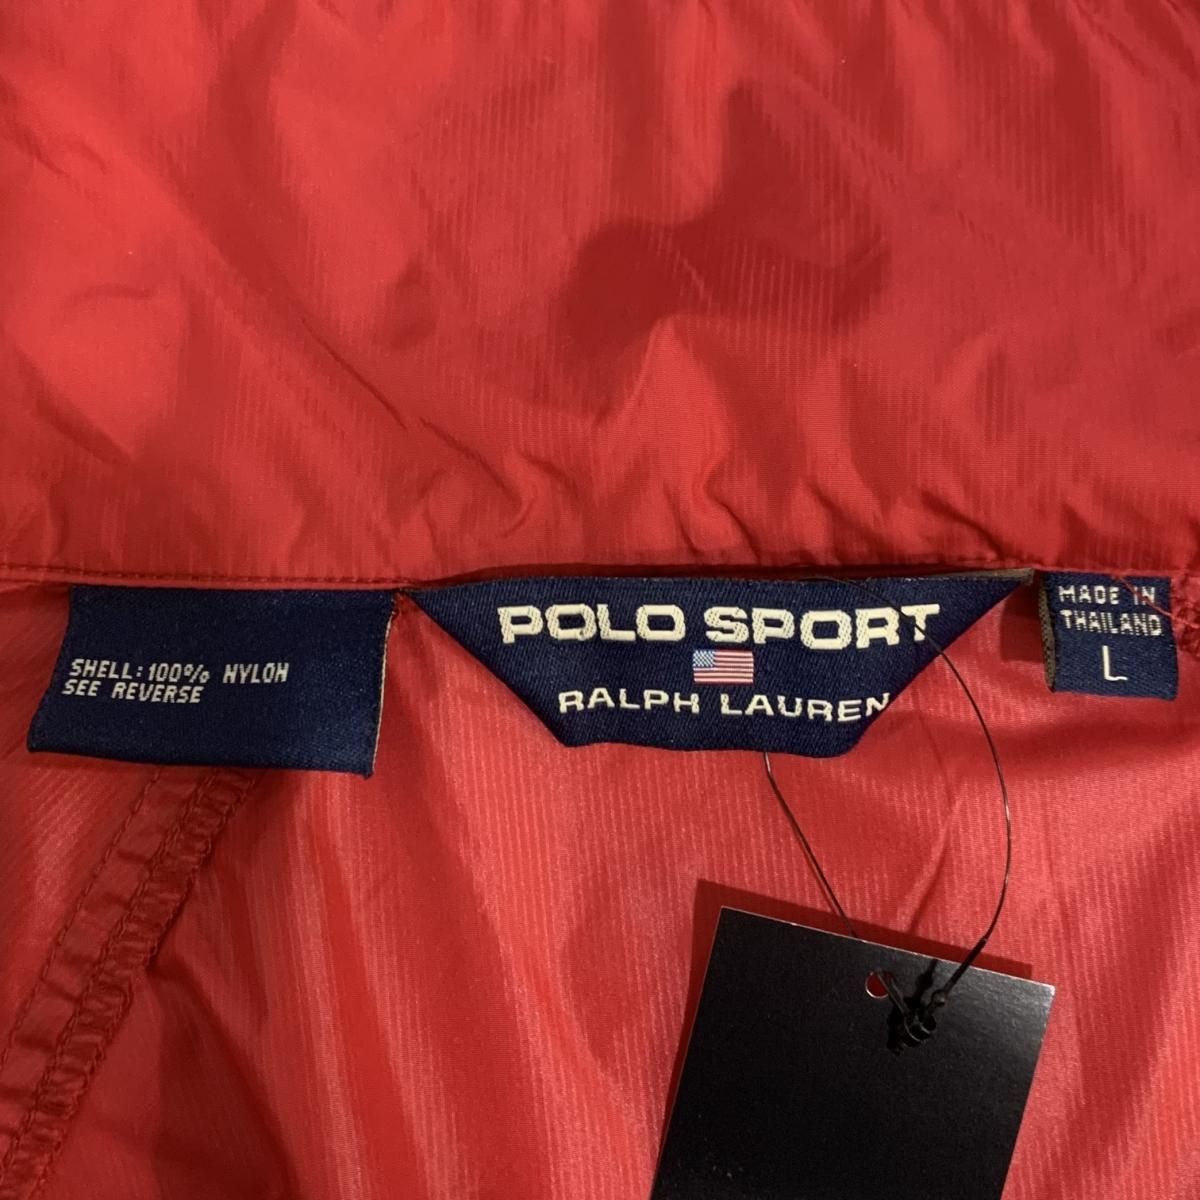 SHELL: 100% NYLON
SEE REVERSE
POLO SPORT
RALPH LAUREN
MADE IN
THAILAND
L